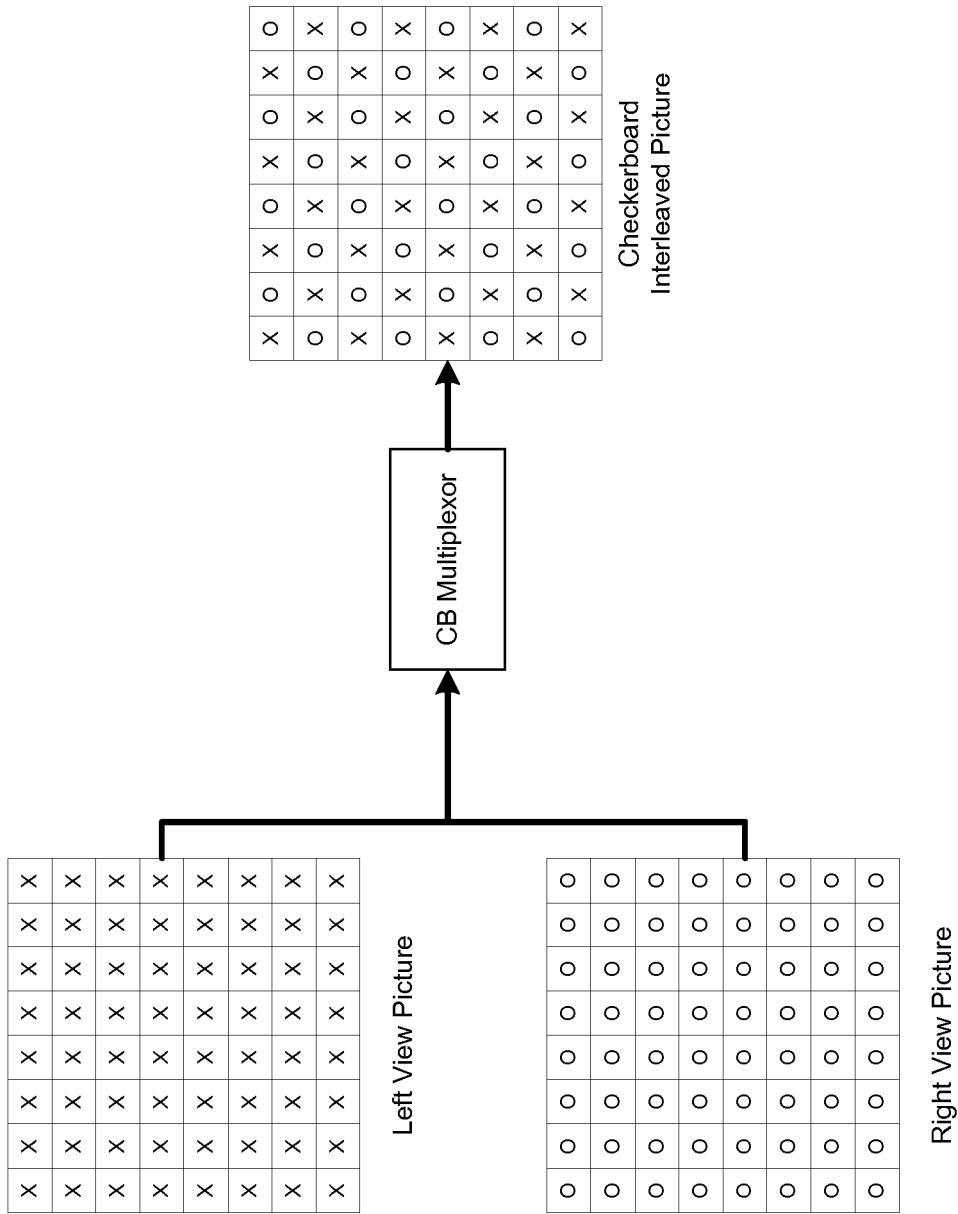 X X X X X X X X
X X X X X X X X
X X X X X X X X
X X X X X X X X
X X X X X X X X
X X X X X X X X
X X X X X X X X
X X X X X X X X
Left View Picture
O O O O O O O O
O O O O O O O O
O O O O O O O O
O O O O O O O O
O O O O O O O O
O O O O O O O O
O O O O O O O O
O O O O O O O O
Right View Picture
CB Multiplexor
X O X O X O X O
O X O X O X O X
X O X O X O X O
O X O X O X O X
X O X O X O X O
O X O X O X O X
X O X O X O X O
O X O X O X O X
Checkerboard
Interleaved Picture